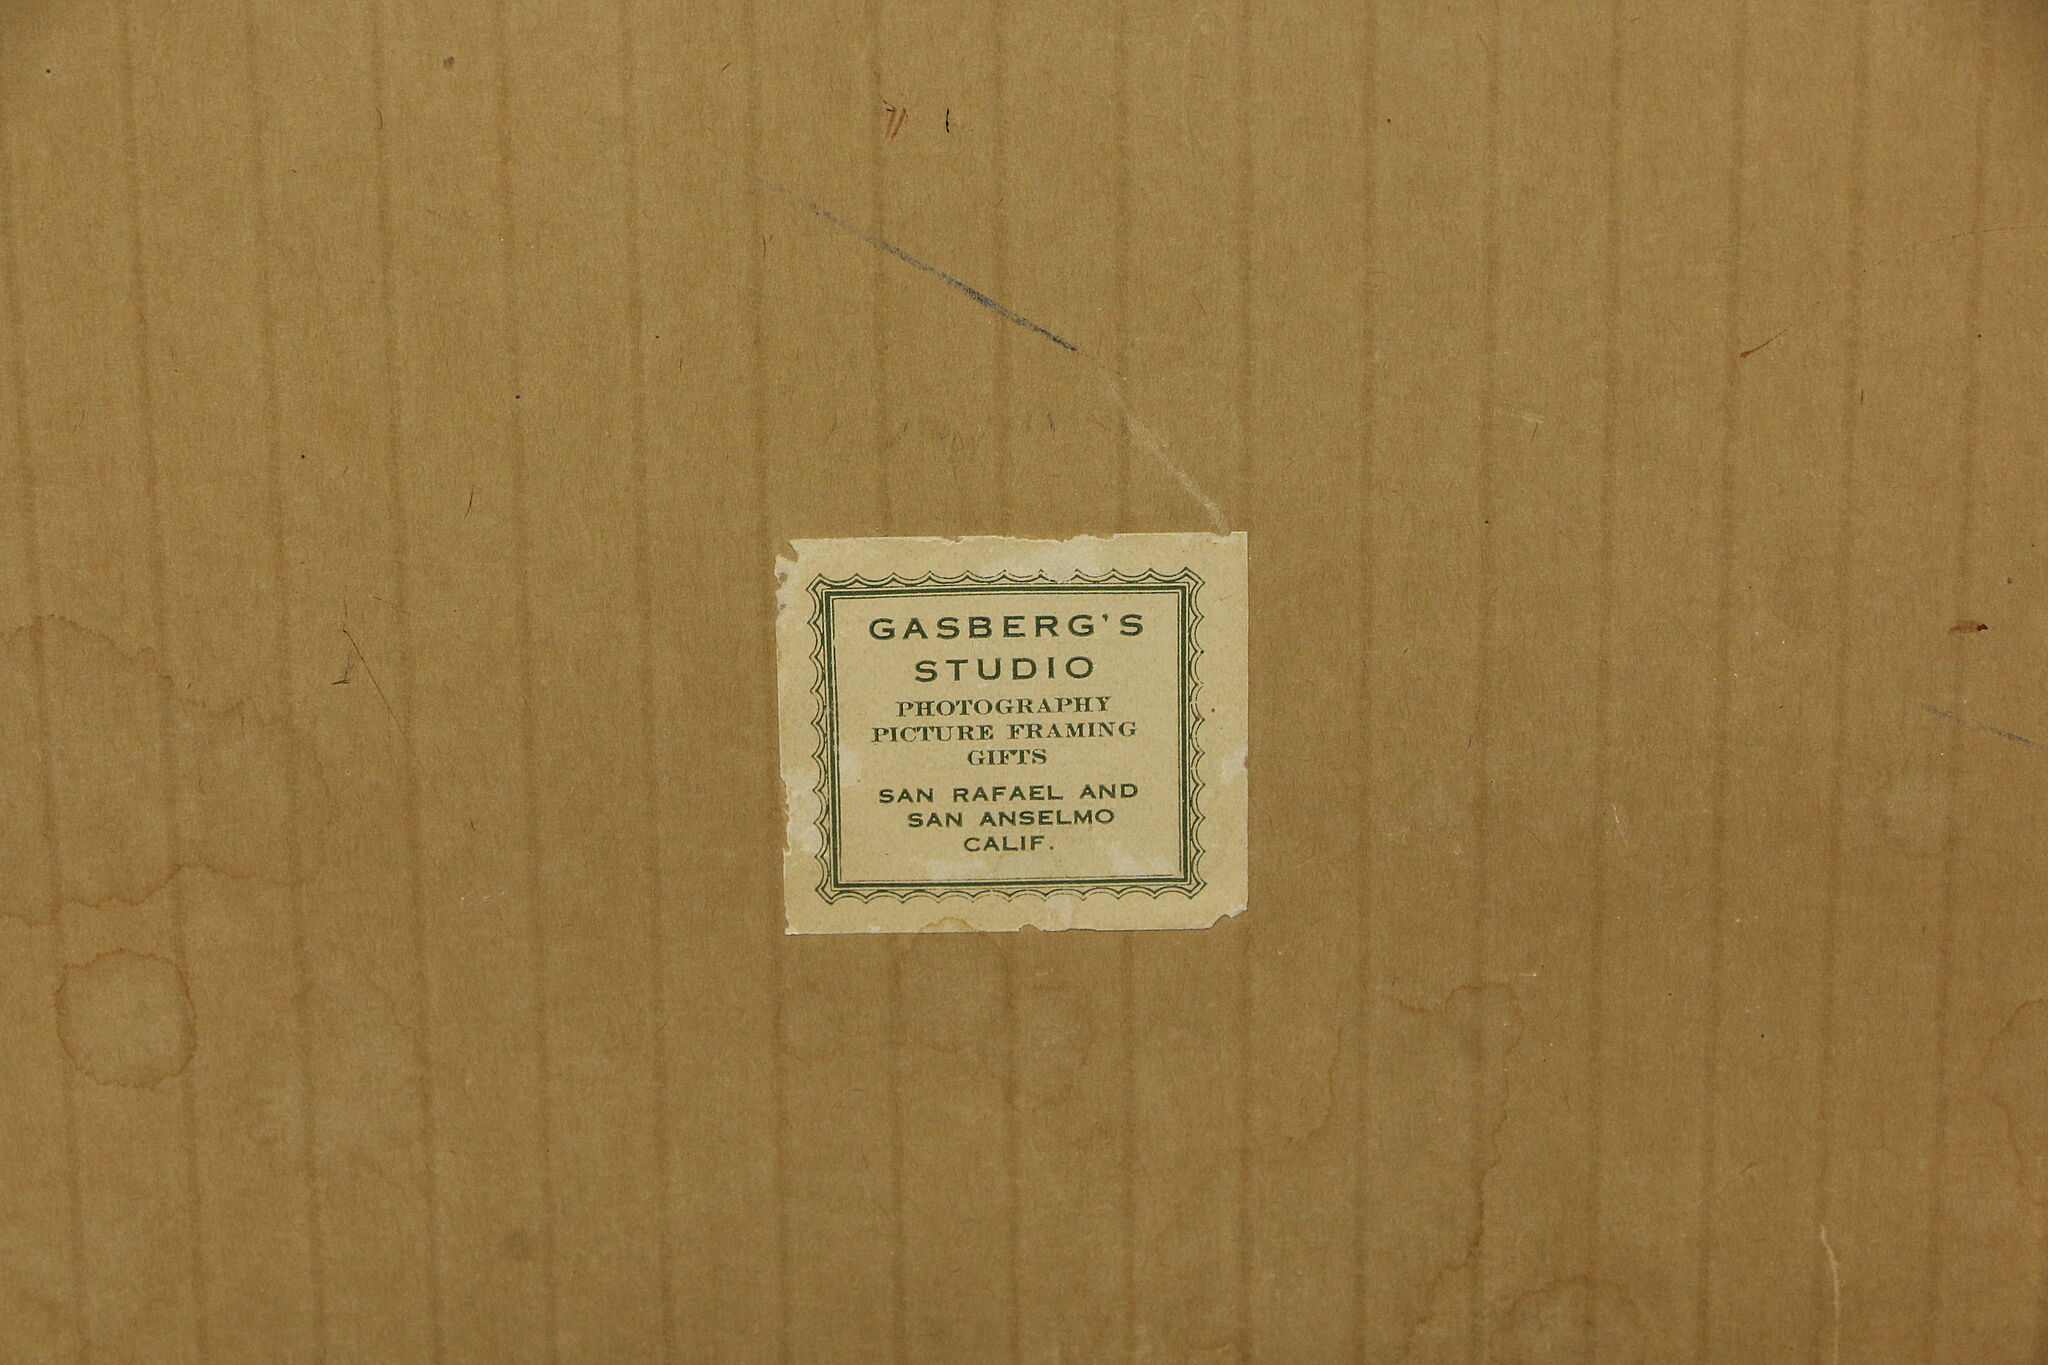 GASBERG'S
STUDIO
PHOTOGRAPHY
PICTURE FRAMING
GIFTS
SAN RAFAEL AND
SAN ANSELMO
CALIF.